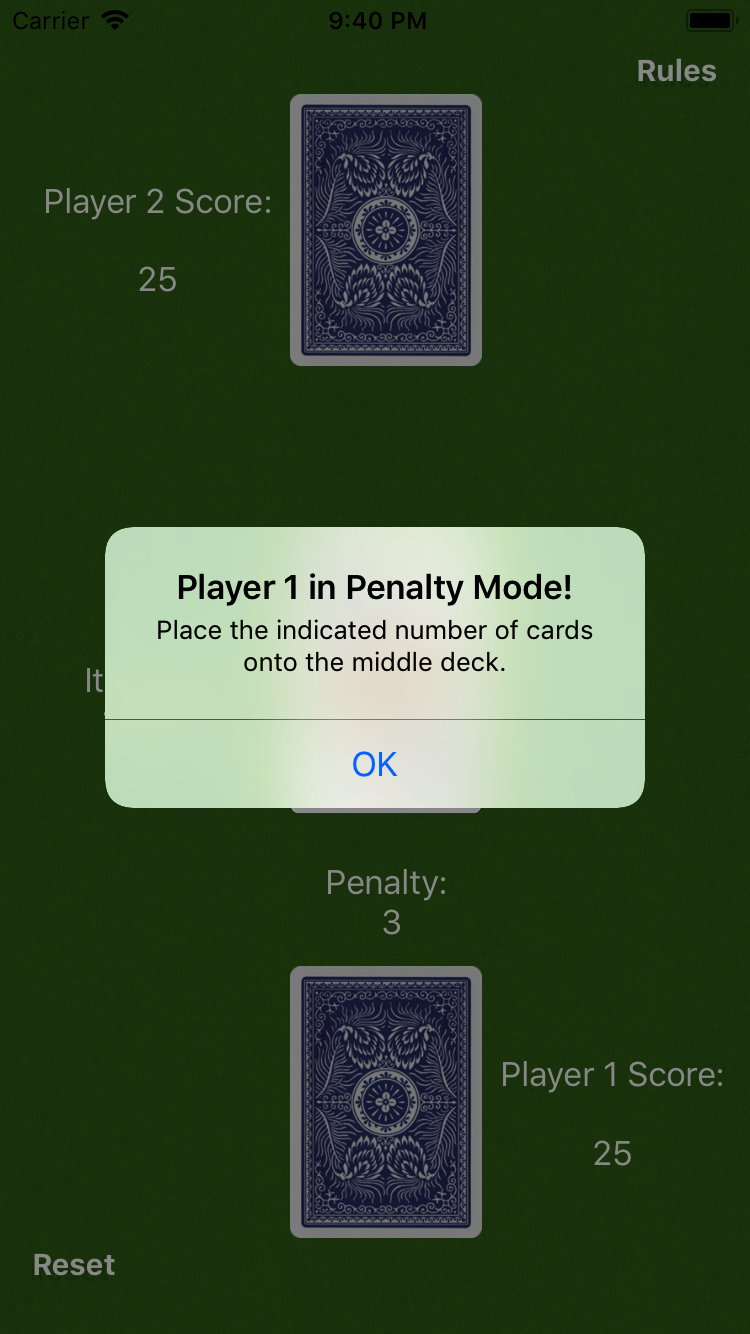 Carrier 9:40 PM
Rules
Player 2 Score:
25
Player 1 in Penalty Mode!
Place the indicated number of cards
onto the middle deck.
It
OK
Penalty:
3
Player 1 Score:
25
Reset